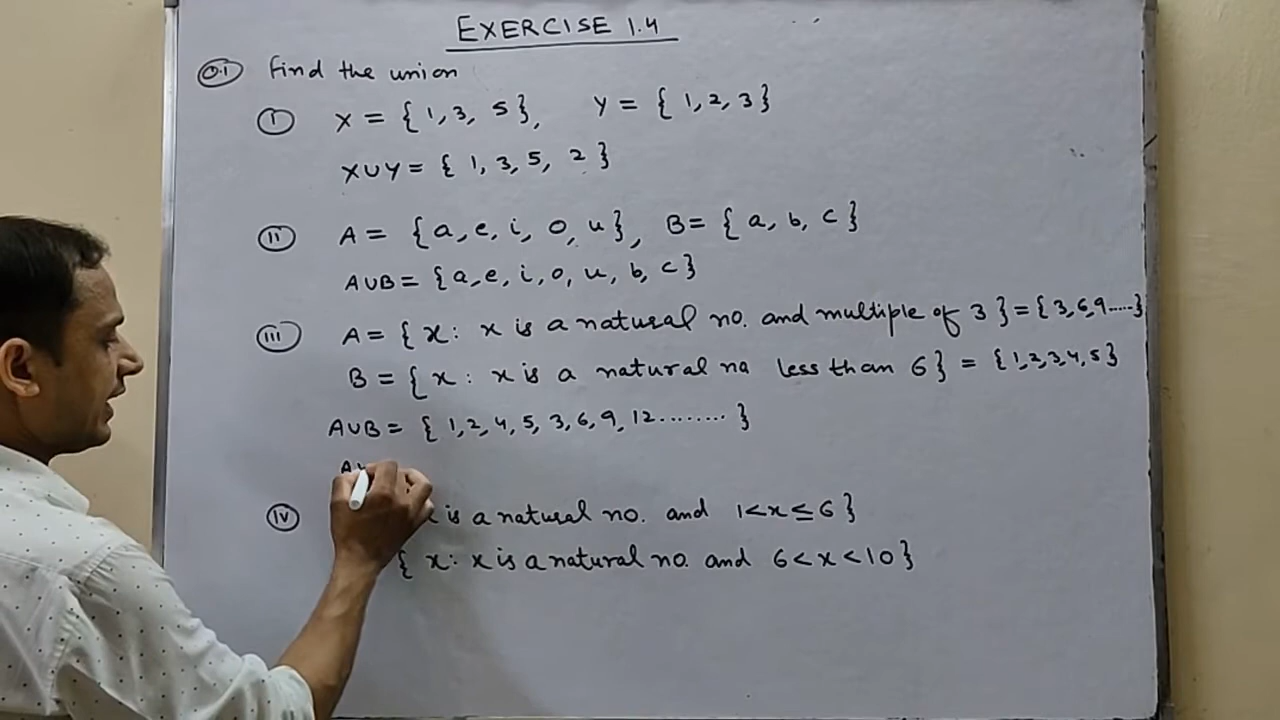 EXERCISE 1.4
Q.1 Find the union
(i) X = { 1, 3, 5 }, Y = { 1, 2, 3 }
X∪Y = { 1, 3, 5, 2 }
(ii) A = { a, e, i, o, u }, B = { a, b, c }
A∪B = { a, e, i, o, u, b, c }
(iii) A = { x : x is a natural no. and multiple of 3 } = { 3, 6, 9 ..... }
B = { x : x is a natural no less than 6 } = { 1, 2, 3, 4, 5 }
A∪B = { 1, 2, 4, 5, 3, 6, 9, 12 ........ }
A
(iv) is a natural no. and 1 < x ≤ 6 }
{ x : x is a natural no. and 6 < x < 10 }